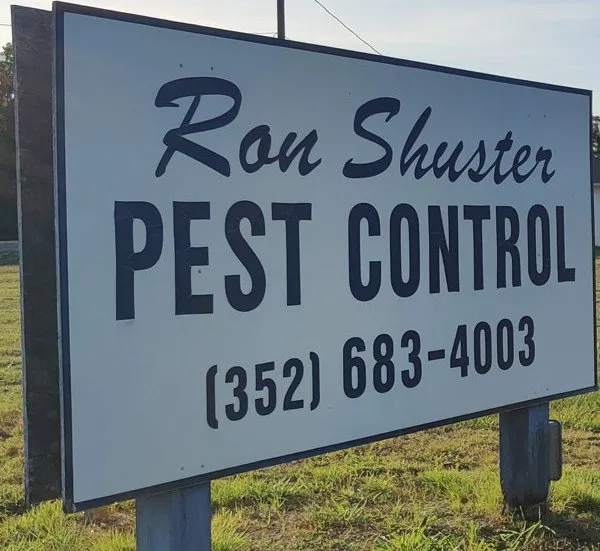 Ron Shuster
PEST CONTROL
(352) 683-4003